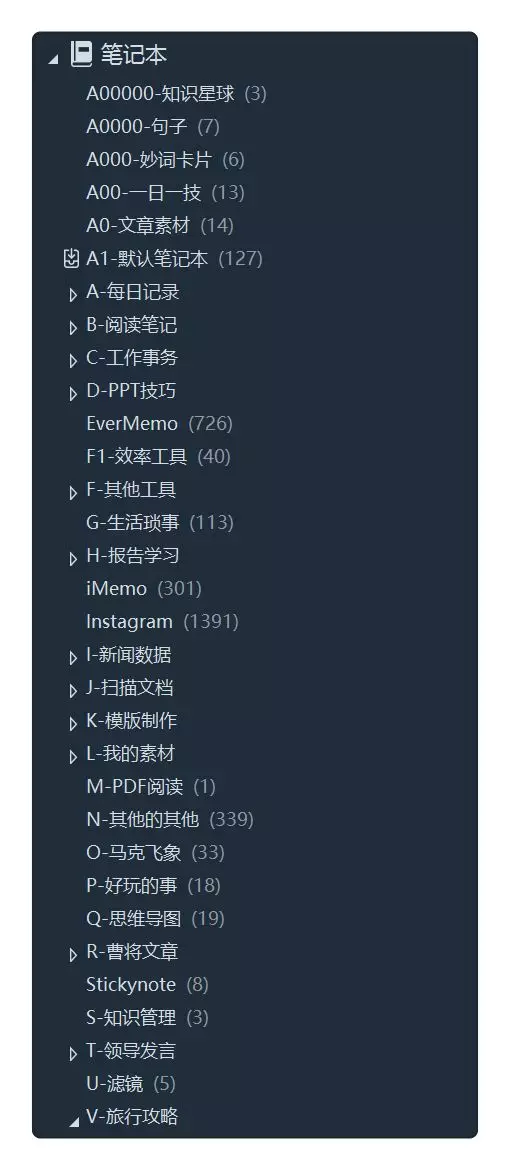 笔记本
A00000-知识星球 (3)
A0000-句子 (7)
A000-妙词卡片 (6)
A00-一日一技 (13)
A0-文章素材 (14)
A1-默认笔记本 (127)
A-每日记录
B-阅读笔记
C-工作事务
D-PPT技巧
EverMemo (726)
F1-效率工具 (40)
F-其他工具
G-生活琐事 (113)
H-报告学习
iMemo (301)
Instagram (1391)
I-新闻数据
J-扫描文档
K-模版制作
L-我的素材
M-PDF阅读 (1)
N-其他的其他 (339)
O-马克飞象 (33)
P-好玩的事 (18)
Q-思维导图 (19)
R-曹将文章
Stickynote (8)
S-知识管理 (3)
T-领导发言
U-滤镜 (5)
V-旅行攻略